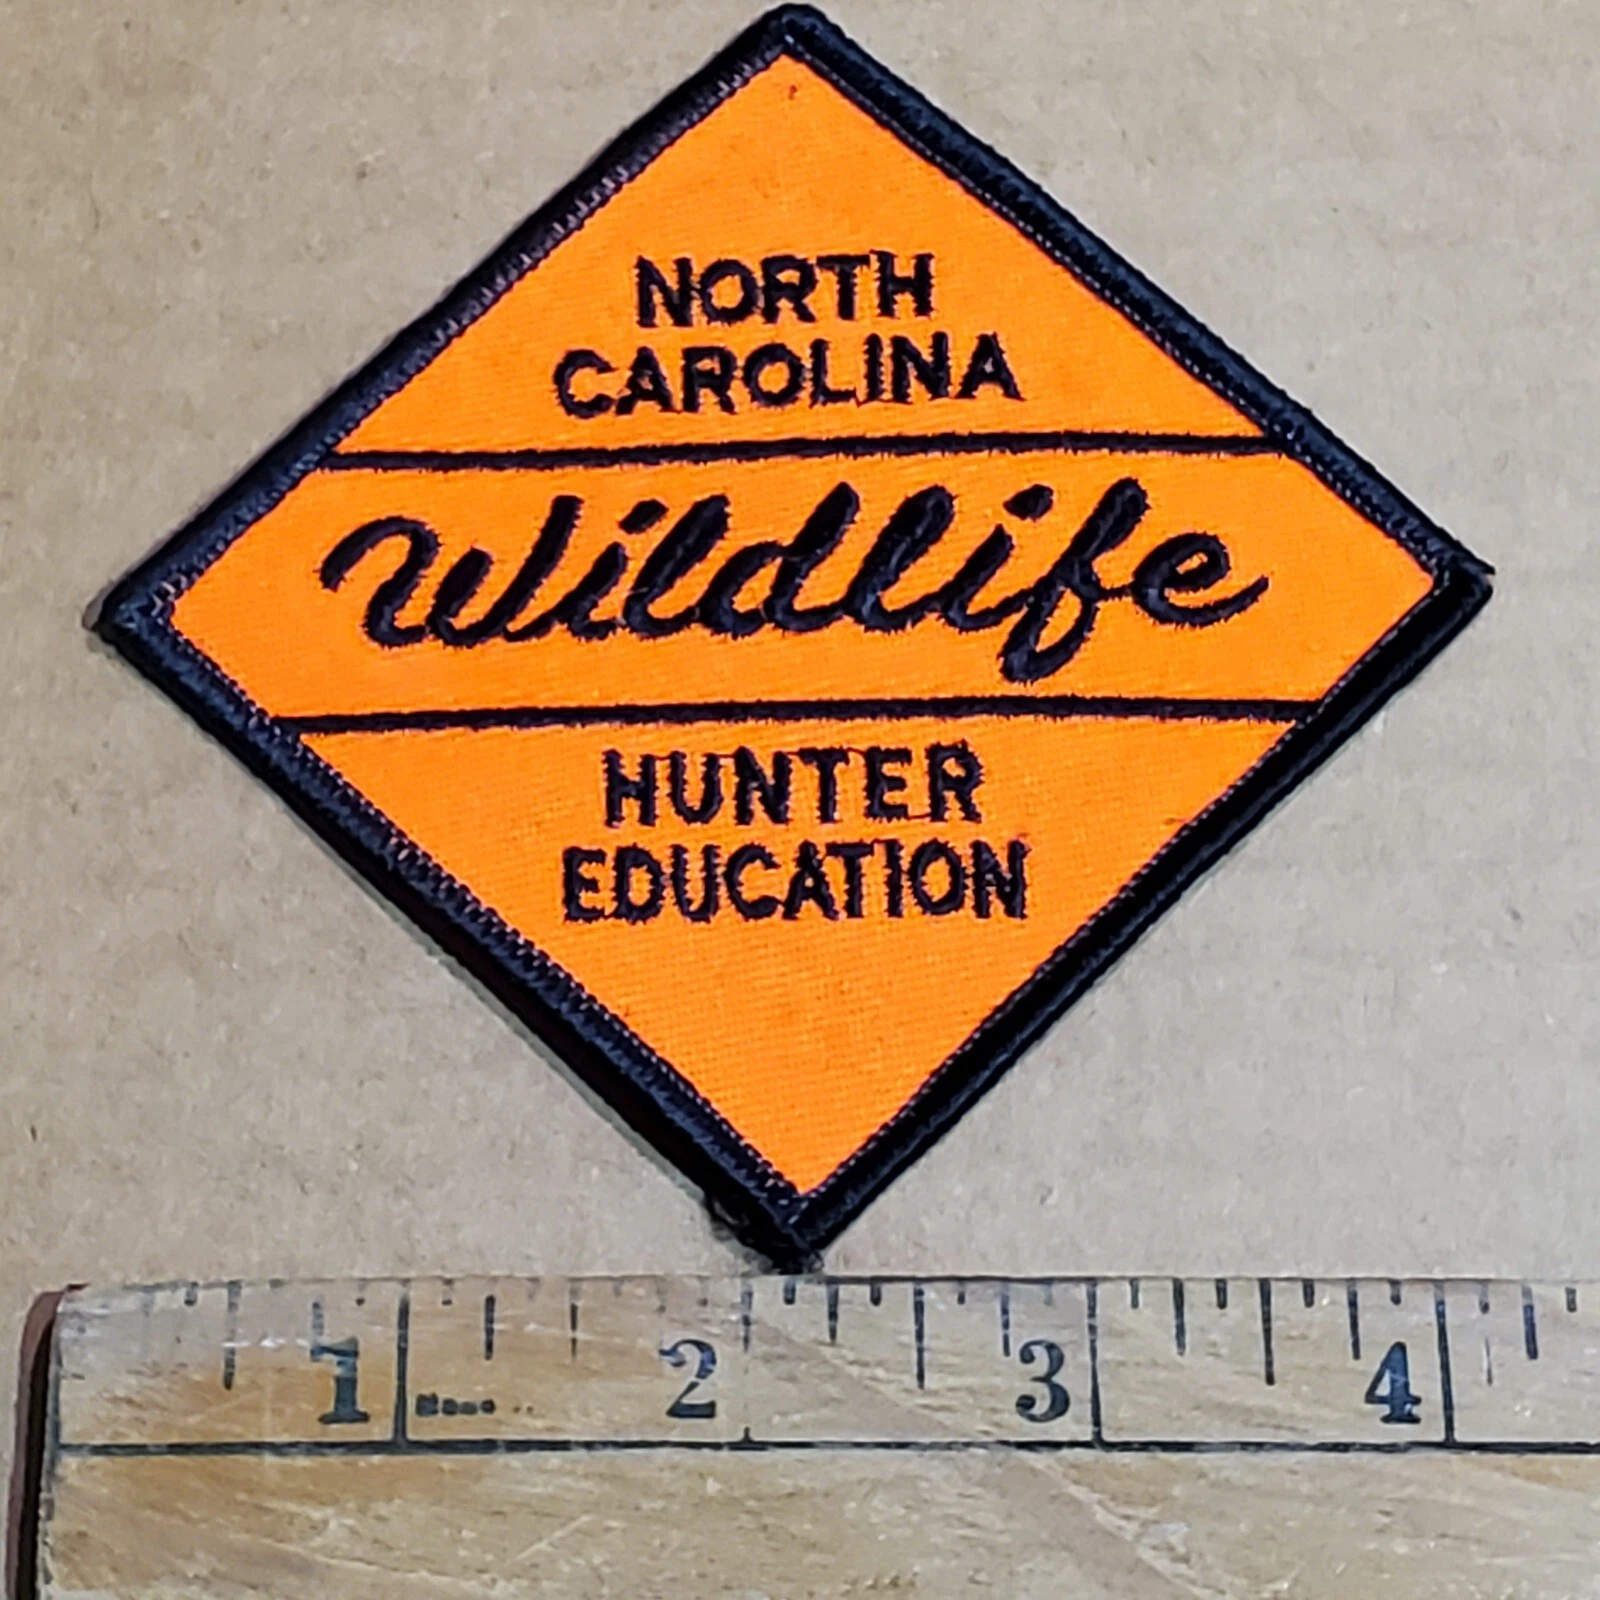 NORTH
CAROLINA
Wildlife
HUNTER
EDUCATION
1 2 3 4